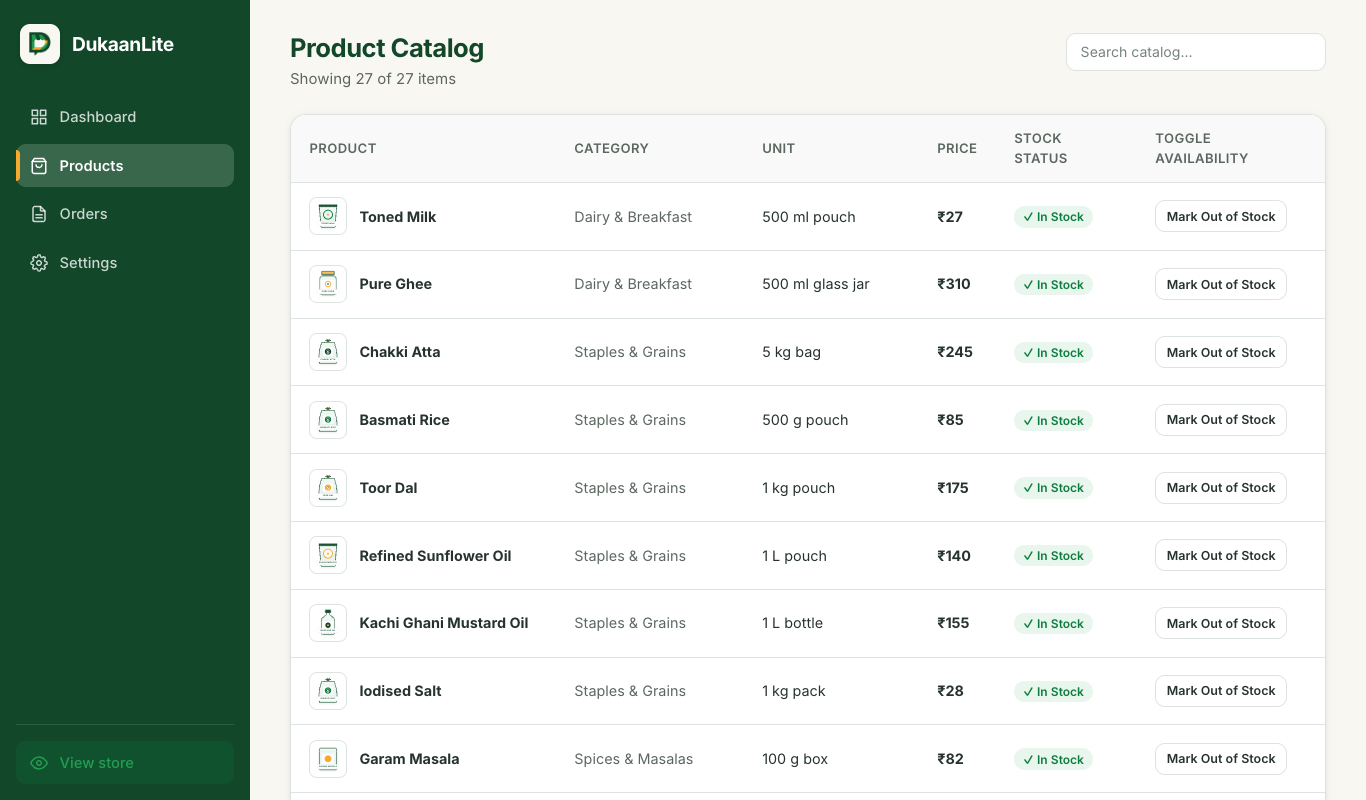 DukaanLite
Dashboard
Products
Orders
Settings
View store
Product Catalog
Showing 27 of 27 items
Search catalog...
PRODUCT CATEGORY UNIT PRICE STOCK STATUS TOGGLE AVAILABILITY
Toned Milk Dairy & Breakfast 500 ml pouch ₹27 ✓ In Stock Mark Out of Stock
Pure Ghee Dairy & Breakfast 500 ml glass jar ₹310 ✓ In Stock Mark Out of Stock
Chakki Atta Staples & Grains 5 kg bag ₹245 ✓ In Stock Mark Out of Stock
Basmati Rice Staples & Grains 500 g pouch ₹85 ✓ In Stock Mark Out of Stock
Toor Dal Staples & Grains 1 kg pouch ₹175 ✓ In Stock Mark Out of Stock
Refined Sunflower Oil Staples & Grains 1 L pouch ₹140 ✓ In Stock Mark Out of Stock
Kachi Ghani Mustard Oil Staples & Grains 1 L bottle ₹155 ✓ In Stock Mark Out of Stock
Iodised Salt Staples & Grains 1 kg pack ₹28 ✓ In Stock Mark Out of Stock
Garam Masala Spices & Masalas 100 g box ₹82 ✓ In Stock Mark Out of Stock